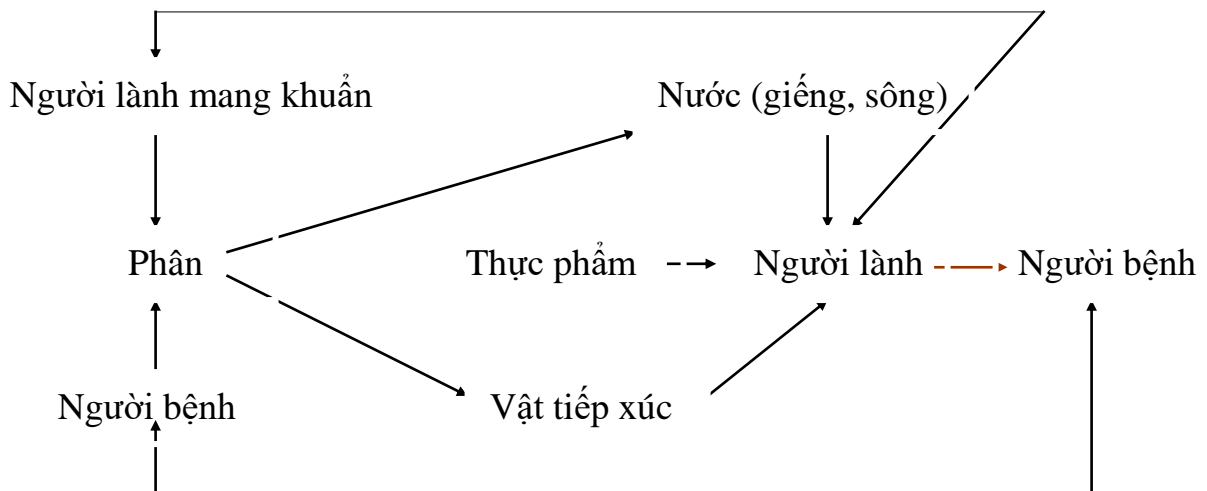 Người lành mang khuẩn
Nước (giếng, sông)
Phân
Thực phẩm
Người lành
Người bệnh
Người bệnh
Vật tiếp xúc